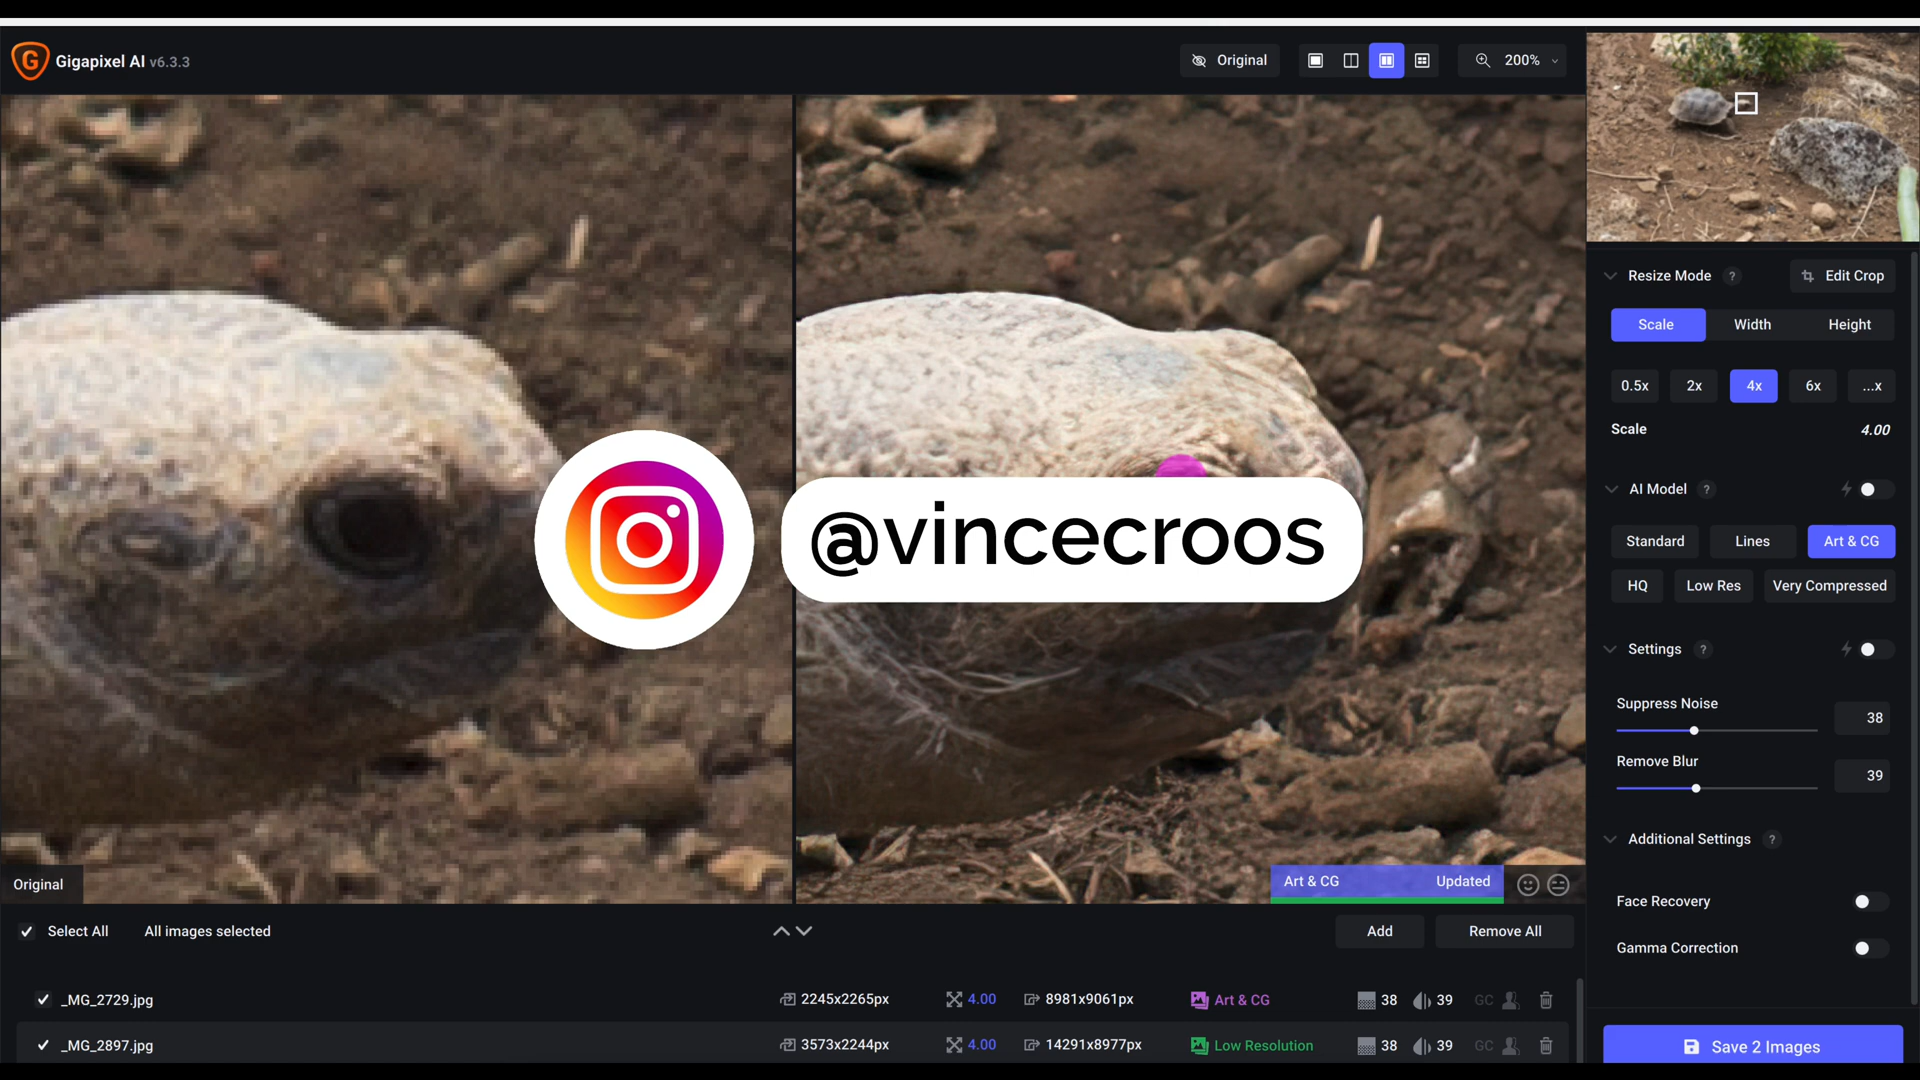 Gigapixel AI v6.3.3
Original
200%
Resize Mode ? Edit Crop
Scale Width Height
0.5x 2x 4x 6x ...x
Scale 4.00
AI Model ?
Standard Lines Art & CG
HQ Low Res Very Compressed
@vincecroos
Settings ?
Suppress Noise 38
Remove Blur 39
Additional Settings ?
Face Recovery
Gamma Correction
Original
Art & CG Updated
Select All All images selected Add Remove All
_MG_2729.jpg 2245x2265px 4.00 8981x9061px Art & CG 38 39 GC
_MG_2897.jpg 3573x2244px 4.00 14291x8977px Low Resolution 38 39 GC
Save 2 Images